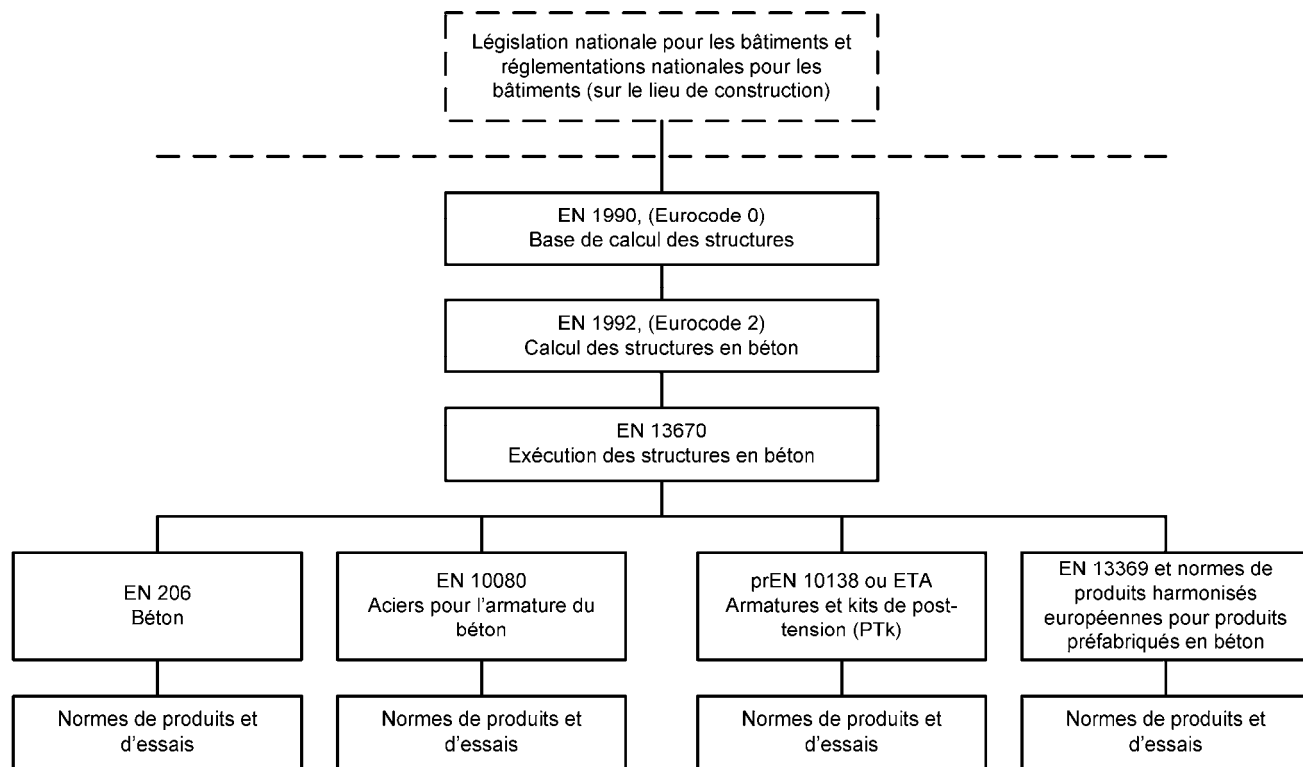 Législation nationale pour les bâtiments et
réglementations nationales pour les
bâtiments (sur le lieu de construction)
EN 1990, (Eurocode 0)
Base de calcul des structures
EN 1992, (Eurocode 2)
Calcul des structures en béton
EN 13670
Exécution des structures en béton
EN 206
Béton
EN 10080
Aciers pour l'armature du
béton
prEN 10138 ou ETA
Armatures et kits de post-
tension (PTk)
EN 13369 et normes de
produits harmonisés
européennes pour produits
préfabriqués en béton
Normes de produits et
d'essais
Normes de produits et
d'essais
Normes de produits et
d'essais
Normes de produits et
d'essais